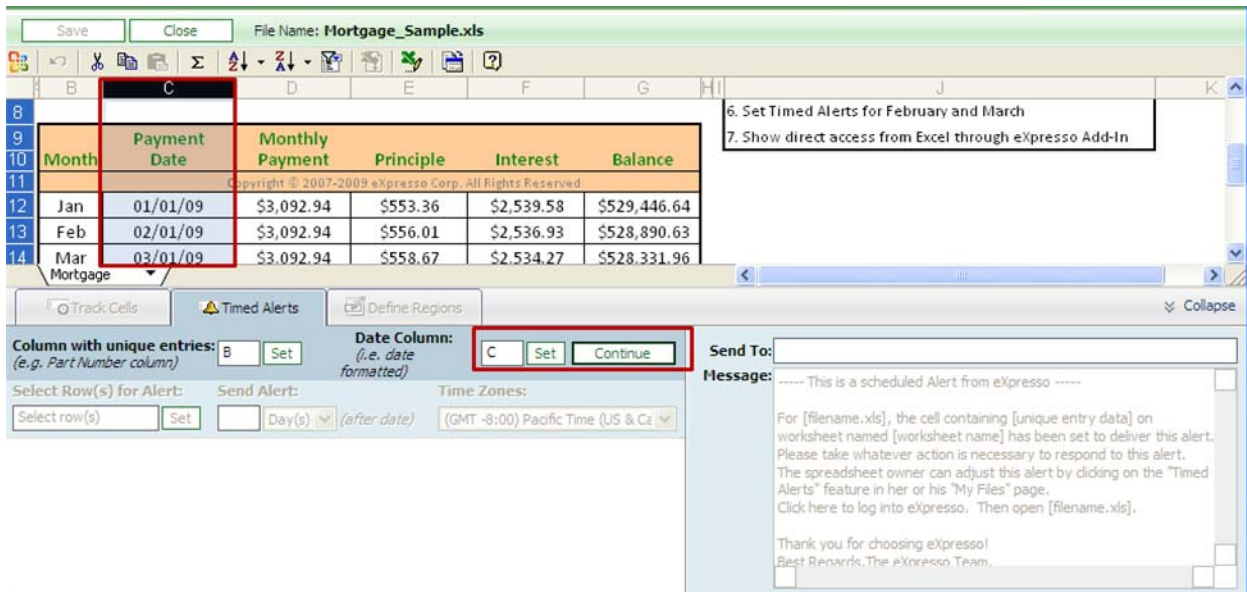 Save Close File Name: Mortgage_Sample.xls
B C D E F G H I J K
8 6. Set Timed Alerts for February and March
9 Payment Monthly 7. Show direct access from Excel through eXpresso Add-In
10 Month Date Payment Principle Interest Balance
11 Copyright © 2007-2009 eXpresso Corp. All Rights Reserved
12 Jan 01/01/09 $3,092.94 $553.36 $2,539.58 $529,446.64
13 Feb 02/01/09 $3,092.94 $556.01 $2,536.93 $528,890.63
14 Mar 03/01/09 $3,092.94 $558.67 $2,534.27 $528,331.96
Mortgage
Track Cells Timed Alerts Define Regions Collapse
Column with unique entries: B Set
(e.g. Part Number column)
Date Column:
(i.e. date
formatted)
C Set Continue
Select Row(s) for Alert: Send Alert: Time Zones:
Select row(s) Set Day(s) (after date) (GMT -8:00) Pacific Time (US & Ca
Send To:
Message:
----- This is a scheduled Alert from eXpresso -----
For [filename.xls], the cell containing [unique entry data] on
worksheet named [worksheet name] has been set to deliver this alert.
Please take whatever action is necessary to respond to this alert.
The spreadsheet owner can adjust this alert by clicking on the "Timed
Alerts" feature in her or his "My Files" page.
Click here to log into eXpresso. Then open [filename.xls].
Thank you for choosing eXpresso!
Best Regards,The eXpresso Team.